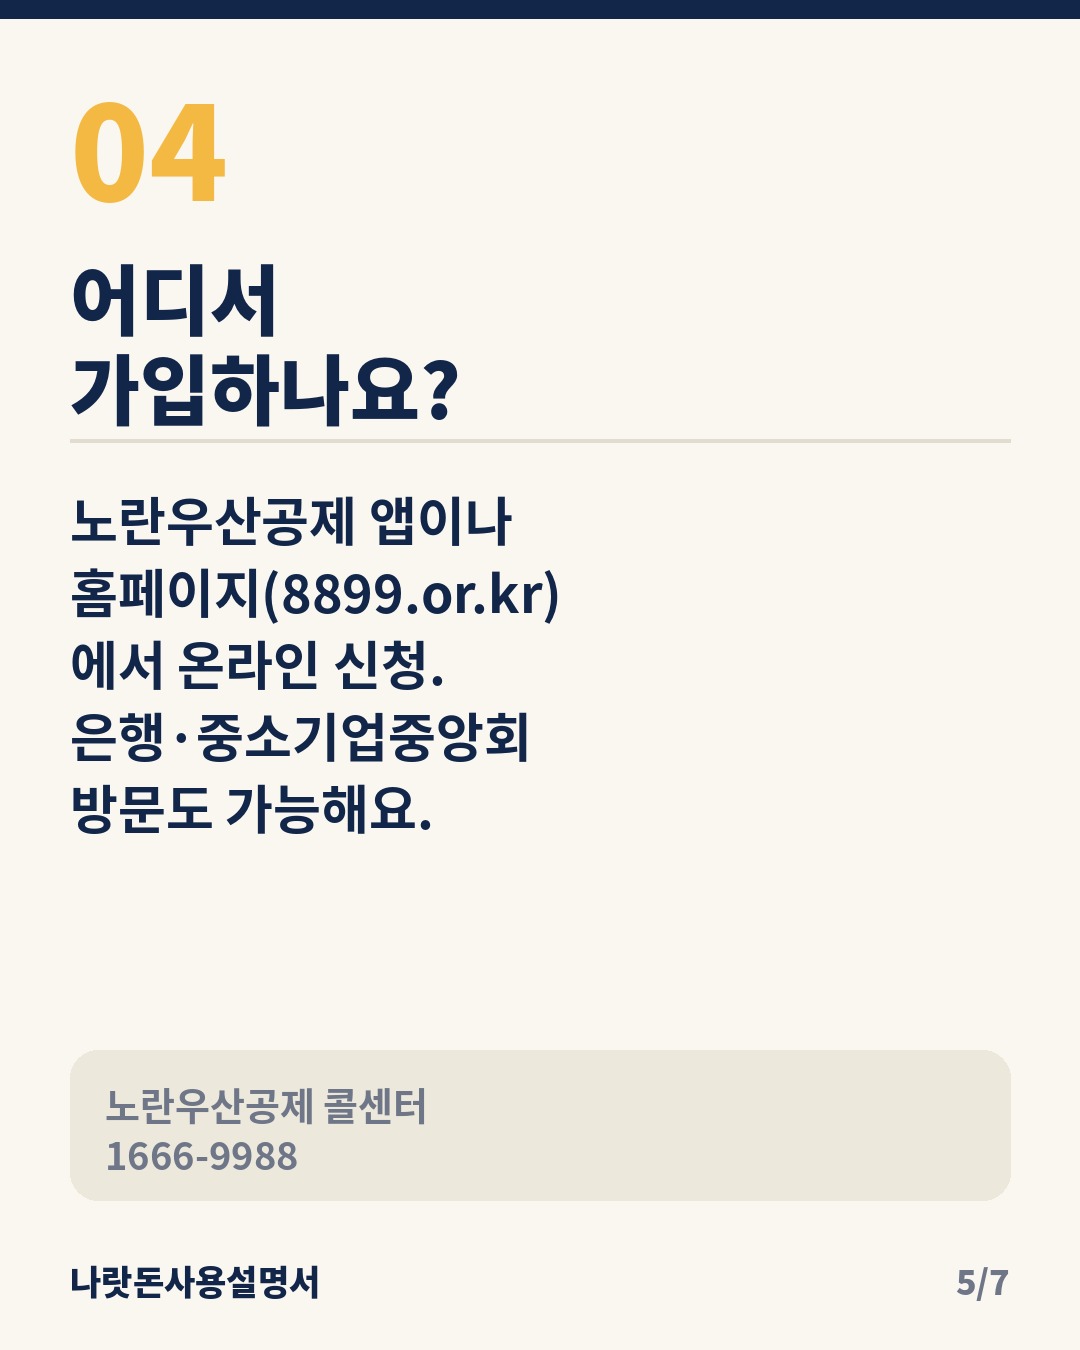 04
어디서
가입하나요?
노란우산공제 앱이나
홈페이지(8899.or.kr)
에서 온라인 신청.
은행·중소기업중앙회
방문도 가능해요.
노란우산공제 콜센터
1666-9988
나랏돈사용설명서
5/7